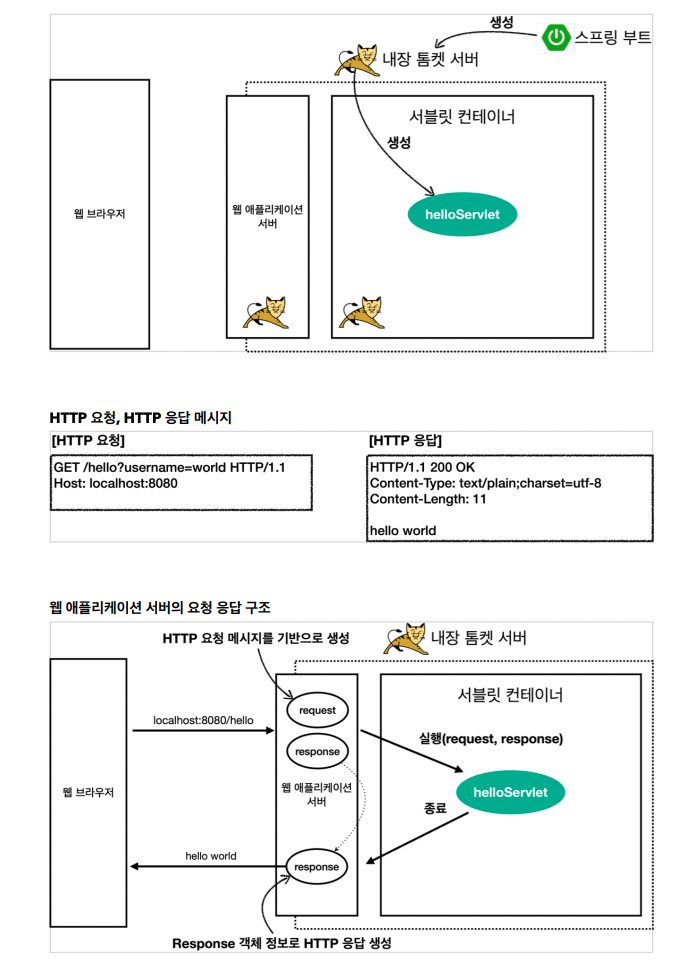 생성
스프링 부트
내장 톰켓 서버
서블릿 컨테이너
생성
helloServlet
웹 브라우저
웹 애플리케이션
서버
HTTP 요청, HTTP 응답 메시지
[HTTP 요청]
GET /hello?username=world HTTP/1.1
Host: localhost:8080
[HTTP 응답]
HTTP/1.1 200 OK
Content-Type: text/plain;charset=utf-8
Content-Length: 11
hello world
웹 애플리케이션 서버의 요청 응답 구조
HTTP 요청 메시지를 기반으로 생성
내장 톰켓 서버
서블릿 컨테이너
request
localhost:8080/hello
실행(request, response)
response
웹 브라우저
웹 애플리케이션
서버
helloServlet
종료
hello world
response
Response 객체 정보로 HTTP 응답 생성